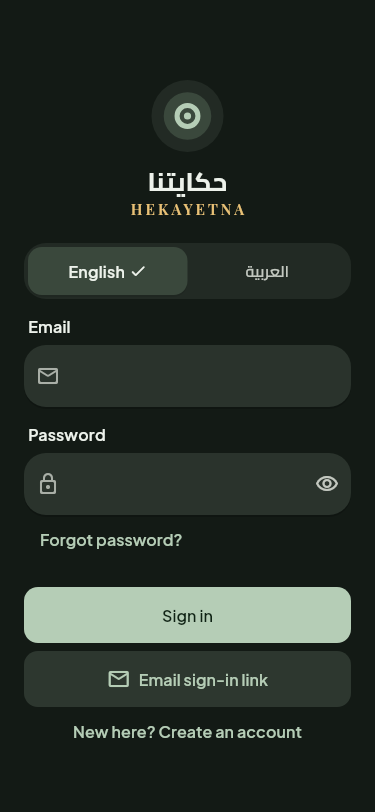 حكايتنا
HEKAYETNA
English
العربية
Email
Password
Forgot password?
Sign in
Email sign-in link
New here? Create an account